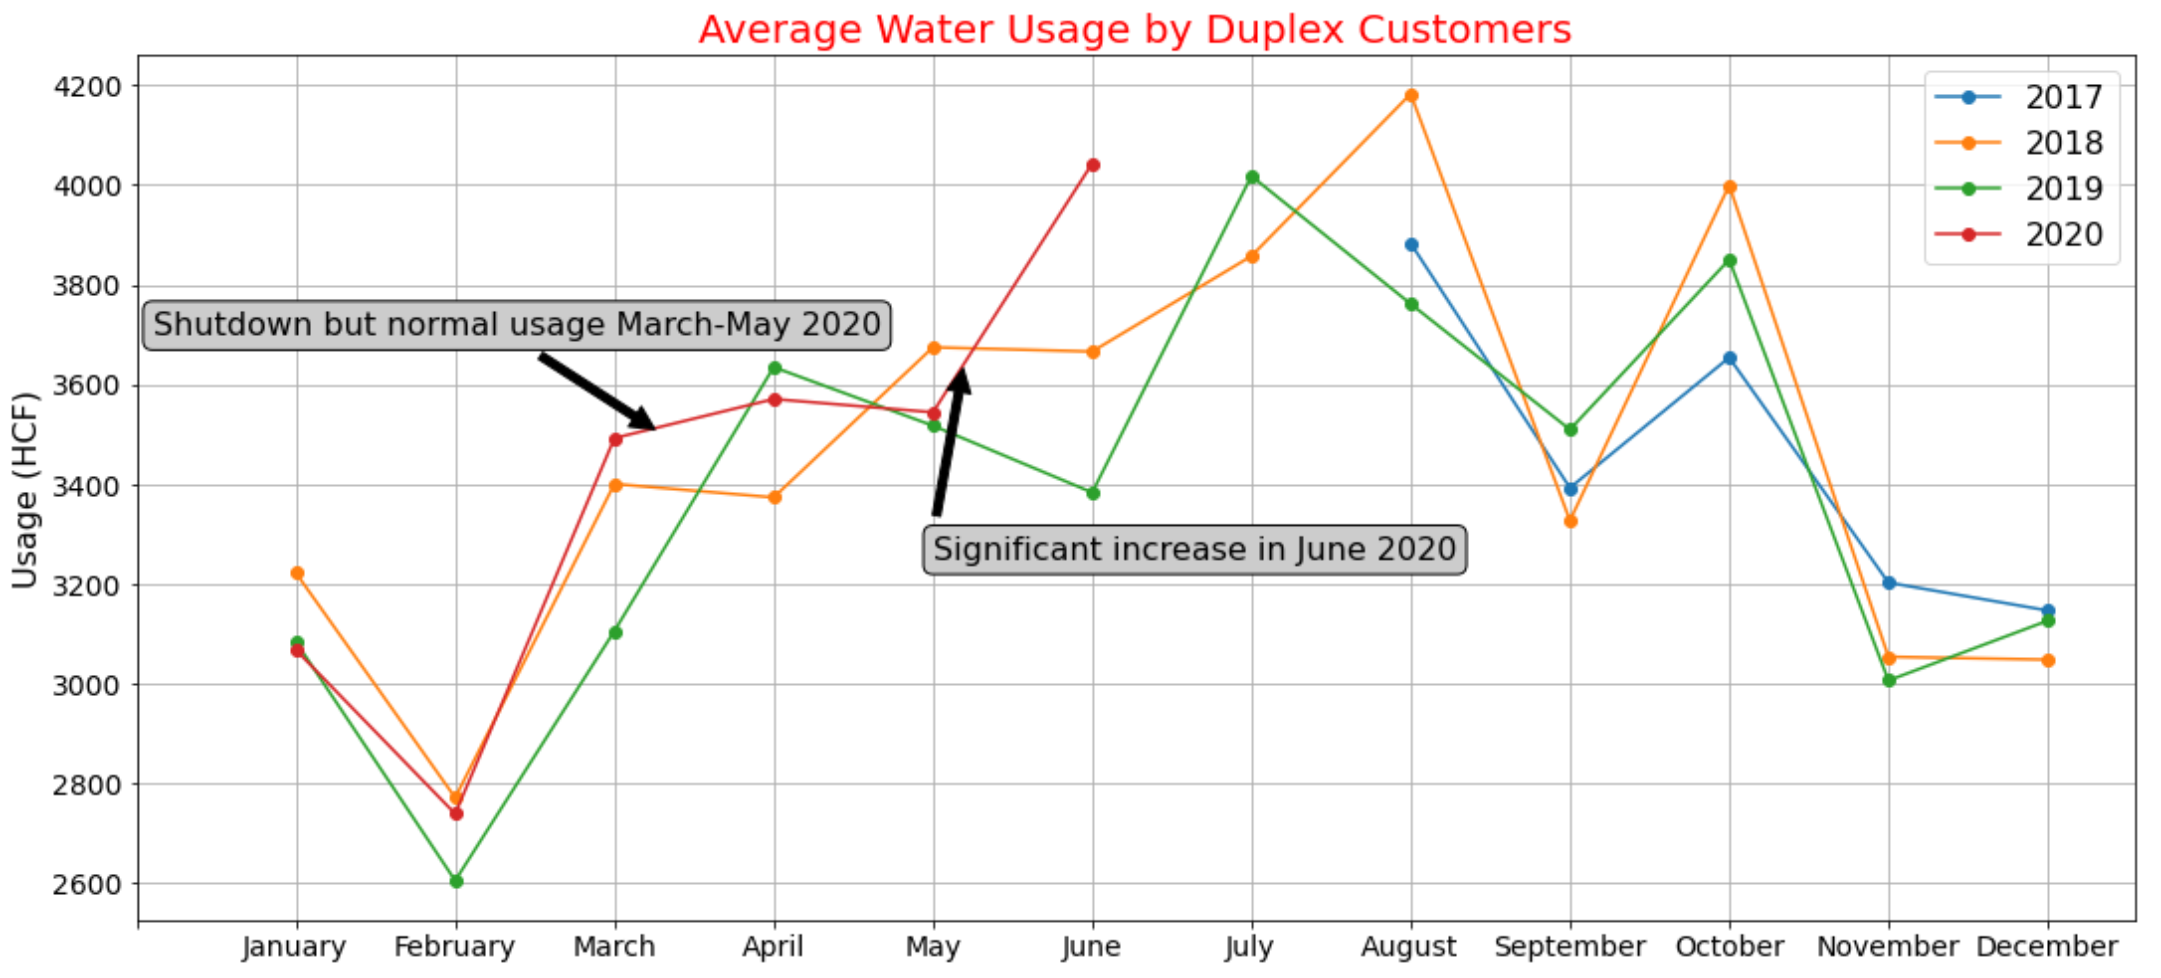 Average Water Usage by Duplex Customers
4200
4000
3800
3600
3400
3200
3000
2800
2600
Usage (HCF)
2017
2018
2019
2020
Shutdown but normal usage March-May 2020
Significant increase in June 2020
January February March April May June July August September October November December